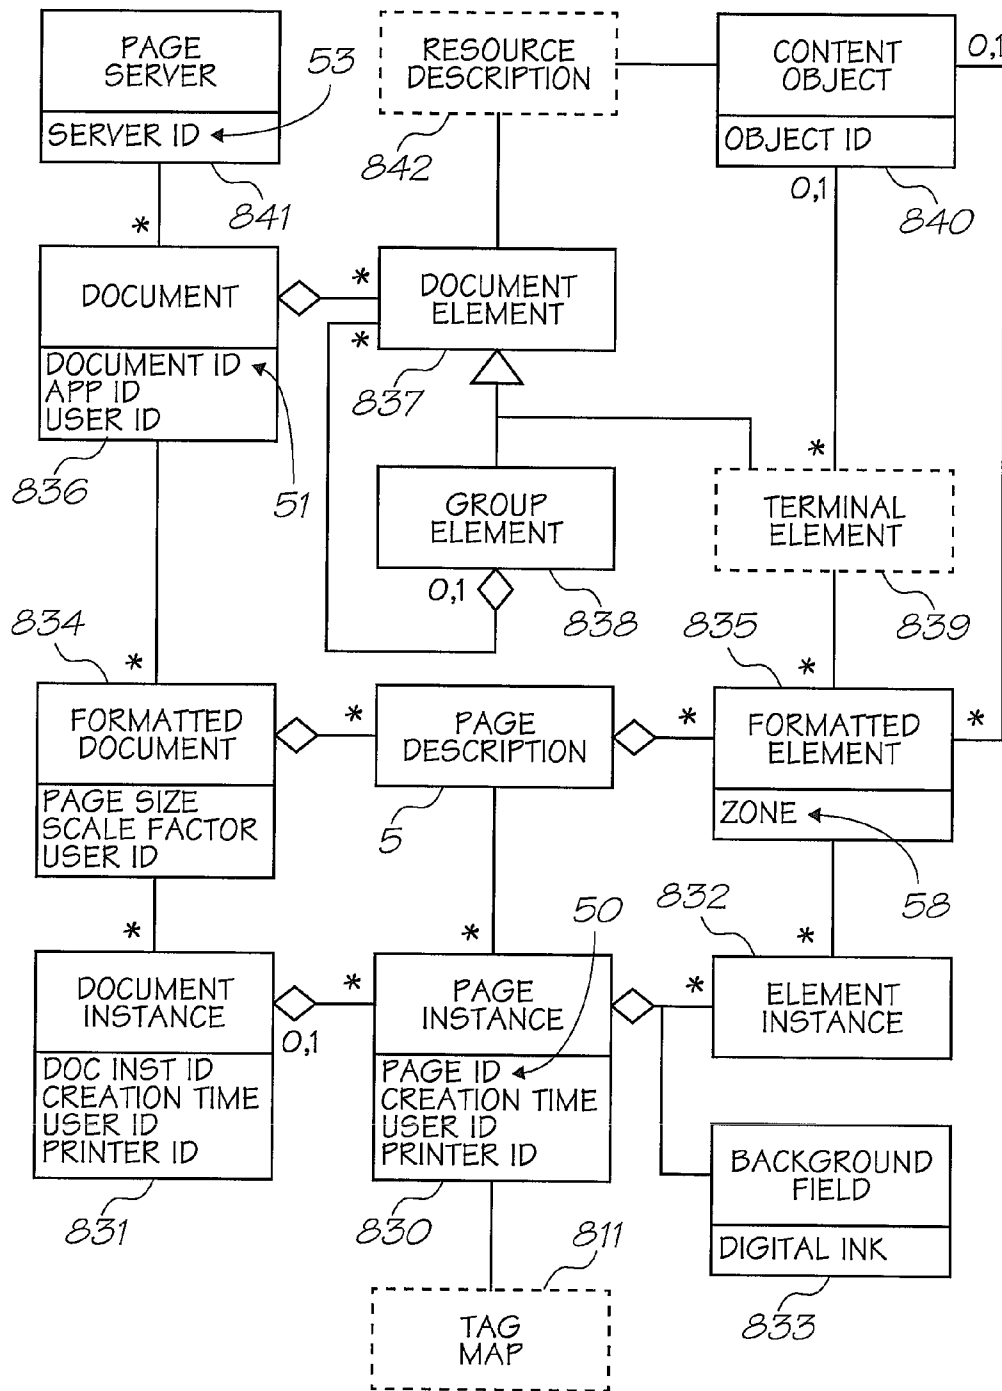 PAGE
SERVER
SERVER ID
53
841
*
RESOURCE
DESCRIPTION
842
CONTENT
OBJECT
OBJECT ID
0,1
0,1
840
DOCUMENT
DOCUMENT ID
APP ID
USER ID
836
51
*
*
DOCUMENT
ELEMENT
837
GROUP
ELEMENT
0,1
838
*
TERMINAL
ELEMENT
839
834
*
FORMATTED
DOCUMENT
PAGE SIZE
SCALE FACTOR
USER ID
*
PAGE
DESCRIPTION
5
*
835
*
FORMATTED
ELEMENT
*
ZONE
58
*
DOCUMENT
INSTANCE
0,1
DOC INST ID
CREATION TIME
USER ID
PRINTER ID
831
*
*
50
PAGE
INSTANCE
PAGE ID
CREATION TIME
USER ID
PRINTER ID
830
832
*
*
ELEMENT
INSTANCE
BACKGROUND
FIELD
DIGITAL INK
833
811
TAG
MAP